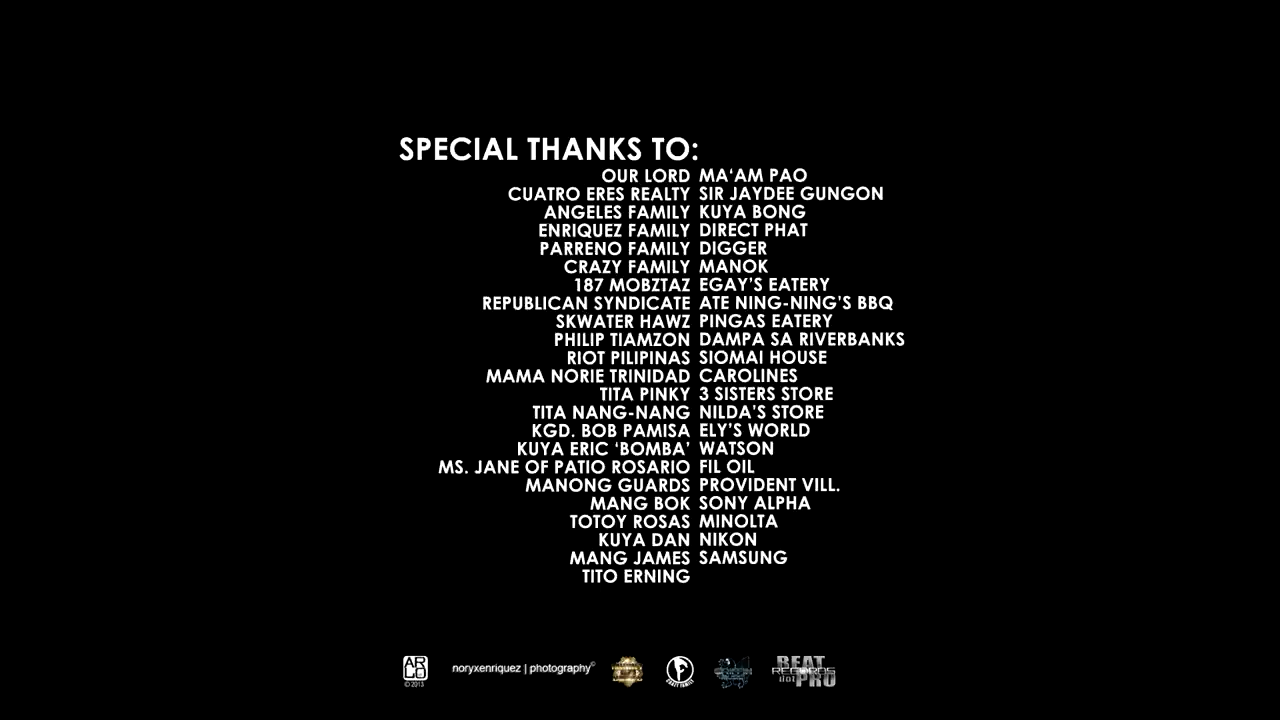 SPECIAL THANKS TO:
OUR LORD MA‘AM PAO
CUATRO ERES REALTY SIR JAYDEE GUNGON
ANGELES FAMILY KUYA BONG
ENRIQUEZ FAMILY DIRECT PHAT
PARRENO FAMILY DIGGER
CRAZY FAMILY MANOK
187 MOBZTAZ EGAY’S EATERY
REPUBLICAN SYNDICATE ATE NING-NING’S BBQ
SKWATER HAWZ PINGAS EATERY
PHILIP TIAMZON DAMPA SA RIVERBANKS
RIOT PILIPINAS SIOMAI HOUSE
MAMA NORIE TRINIDAD CAROLINES
TITA PINKY 3 SISTERS STORE
TITA NANG-NANG NILDA’S STORE
KGD. BOB PAMISA ELY’S WORLD
KUYA ERIC ‘BOMBA’ WATSON
MS. JANE OF PATIO ROSARIO FIL OIL
MANONG GUARDS PROVIDENT VILL.
MANG BOK SONY ALPHA
TOTOY ROSAS MINOLTA
KUYA DAN NIKON
MANG JAMES SAMSUNG
TITO ERNING
ARCO
© 2013
noryxenriquez | photography©
F
CRAZY FAMILY
BEAT
RECORDS
dot PRO